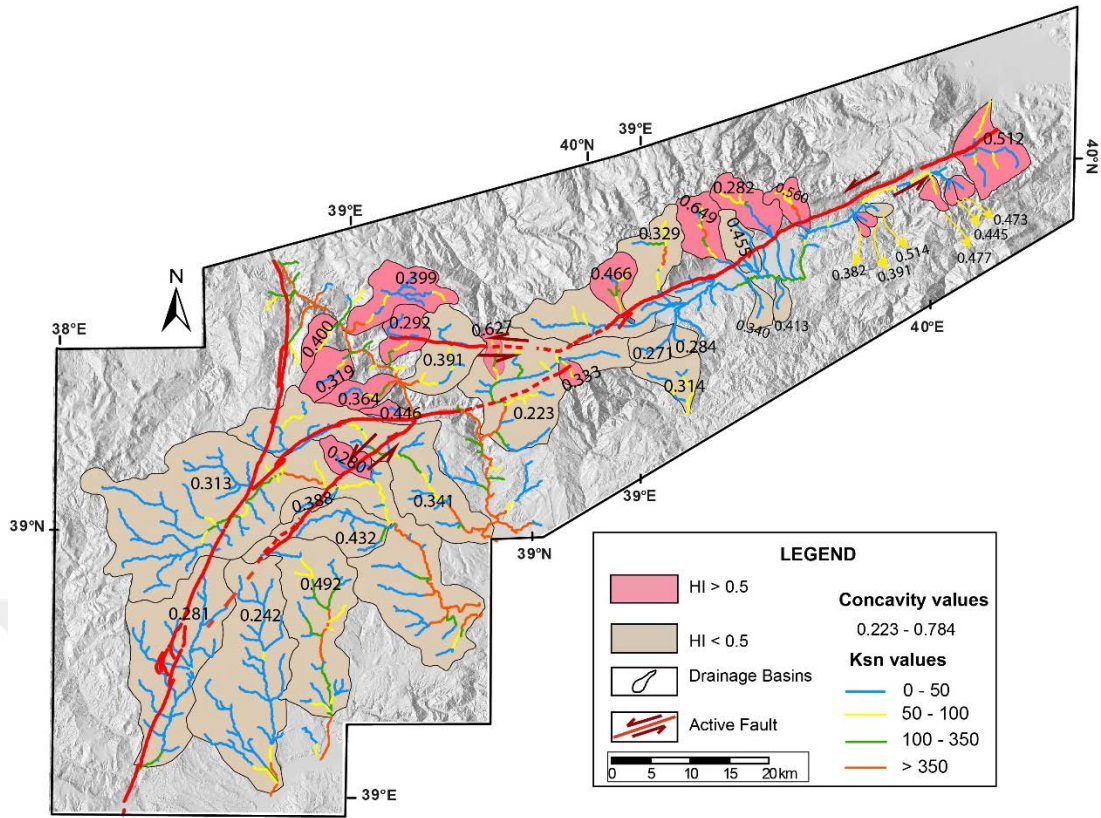 39°E
40°N
40°N
39°E
0.512
0.282
0.560
0.649
0.473
0.445
0.477
0.329
0.455
0.514
0.391
0.382
0.399
0.466
N
38°E
0.292
0.627
0.413
0.340
40°E
0.400
0.391
0.271
0.284
0.319
0.333
0.314
0.364
0.446
0.223
0.280
39°E
0.313
0.341
0.388
39°N
0.432
39°N
0.492
0.281
0.242
39°E
LEGEND
HI > 0.5
HI < 0.5
Drainage Basins
Active Fault
0 5 10 15 20km
Concavity values
0.223 - 0.784
Ksn values
0 - 50
50 - 100
100 - 350
> 350